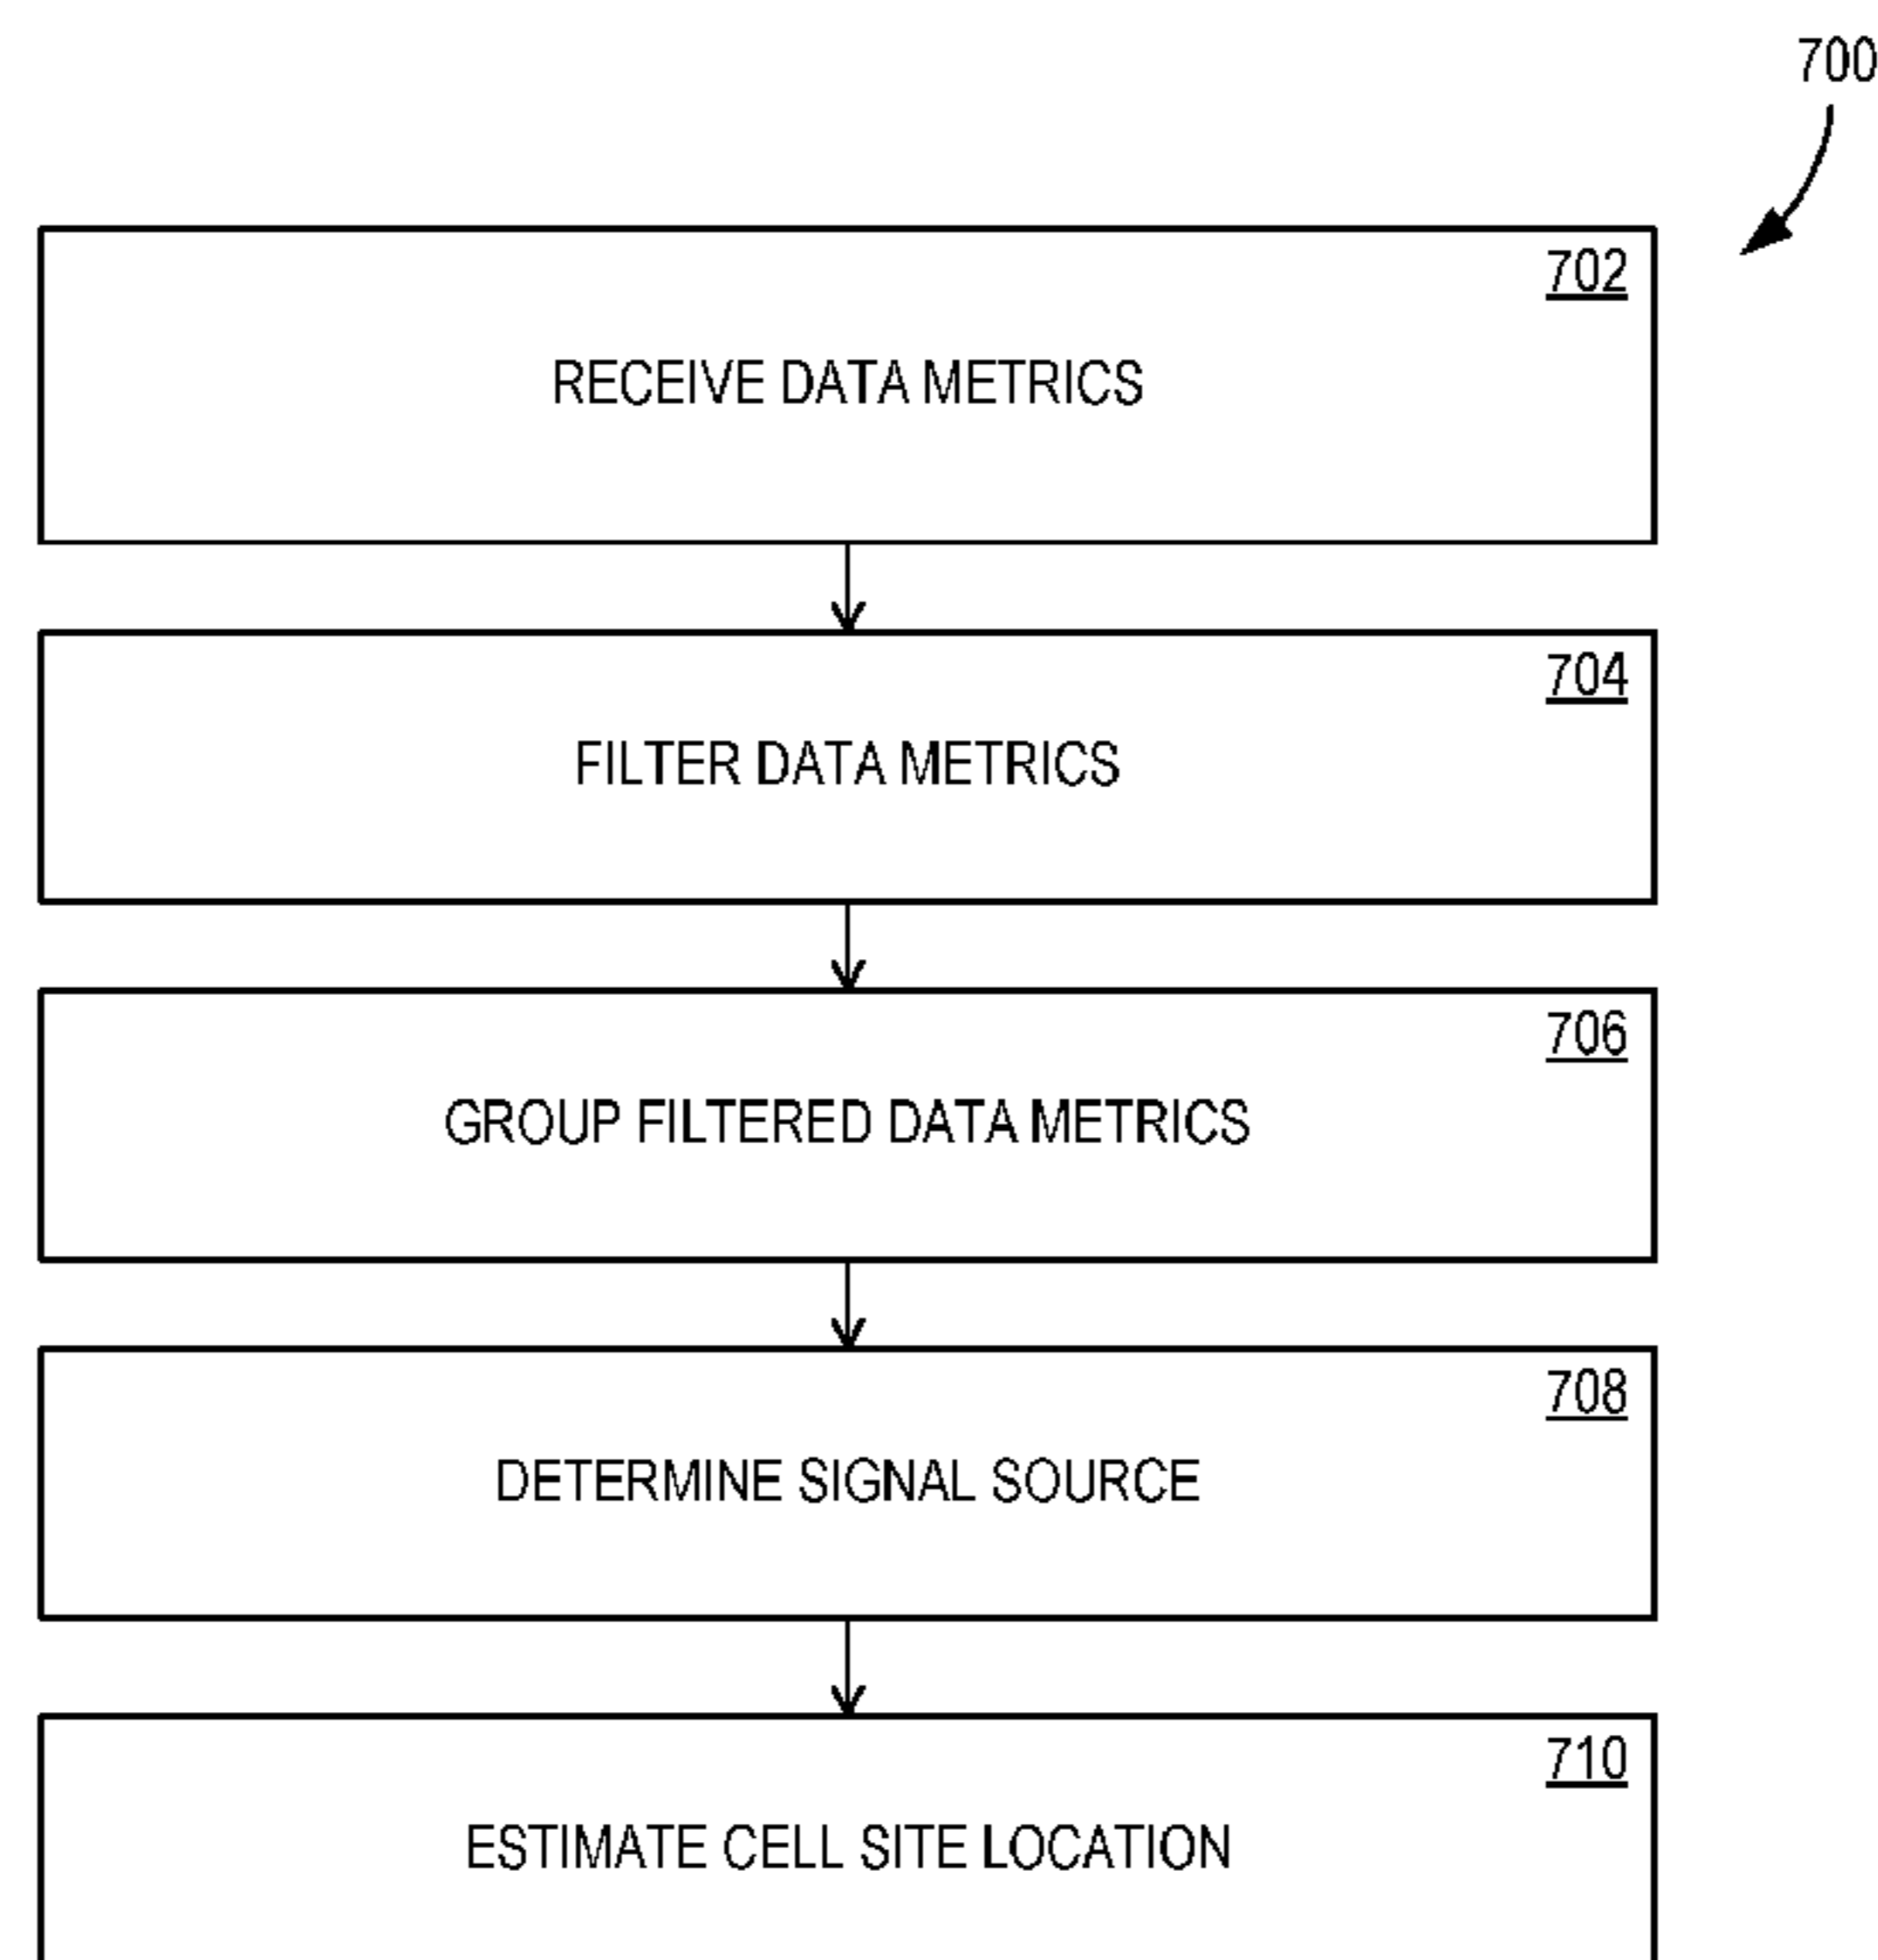 700
702
RECEIVE DATA METRICS
704
FILTER DATA METRICS
706
GROUP FILTERED DATA METRICS
708
DETERMINE SIGNAL SOURCE
710
ESTIMATE CELL SITE LOCATION